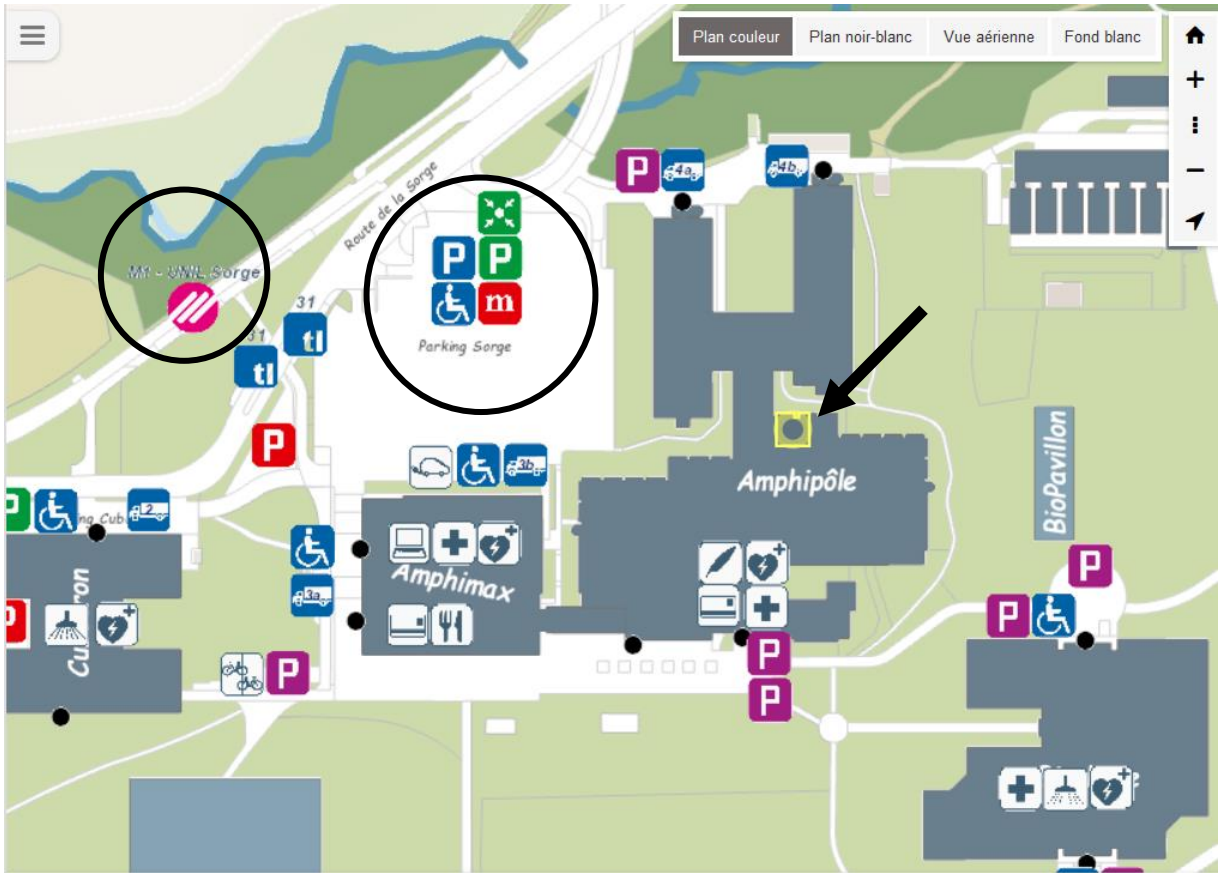 Plan couleur
Plan noir-blanc
Vue aérienne
Fond blanc
Route de la Sorge
P
4a
4b
M1 - UNIL Sorge
P
P
m
31
tl
Parking Sorge
31
tl
P
3b
Amphipôle
BioPavillon
P
2
Amphimax
3a
P
P
P
P
P